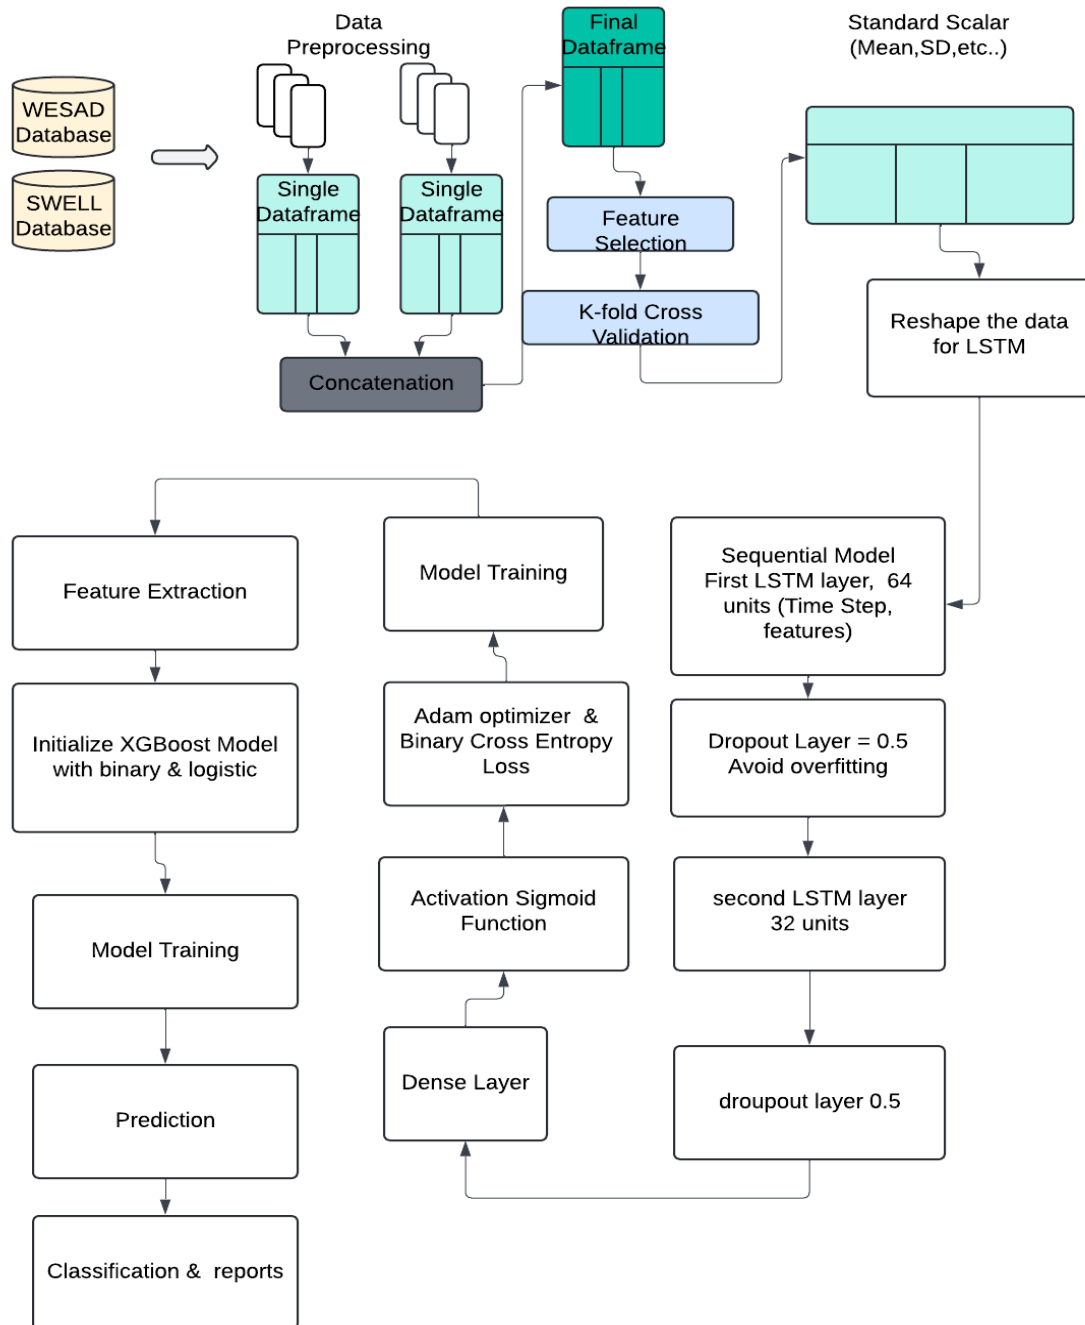 Data
Preprocessing
Final
Dataframe
Standard Scalar
(Mean,SD,etc..)
WESAD
Database
SWELL
Database
Single
Dataframe
Single
Dataframe
Feature
Selection
K-fold Cross
Validation
Concatenation
Reshape the data
for LSTM
Sequential Model
First LSTM layer,  64
units (Time Step,
features)
Dropout Layer = 0.5
Avoid overfitting
second LSTM layer
32 units
droupout layer 0.5
Dense Layer
Activation Sigmoid
Function
Adam optimizer  &
Binary Cross Entropy
Loss
Model Training
Feature Extraction
Initialize XGBoost Model
with binary & logistic
Model Training
Prediction
Classification &  reports